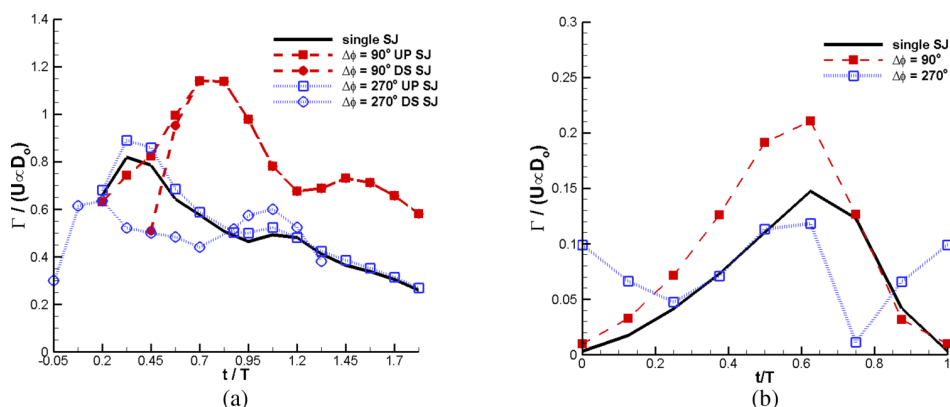 1.4
1.2
1
0.8
0.6
0.4
0.2
0
Γ / (U∝D₀)
-0.05 0.2 0.45 0.7 0.95 1.2 1.45 1.7
t / T
single SJ
Δϕ = 90° UP SJ
Δϕ = 90° DS SJ
Δϕ = 270° UP SJ
Δϕ = 270° DS SJ
(a)
0.3
0.25
0.2
0.15
0.1
0.05
0
Γ / (U∝D₀)
0 0.2 0.4 0.6 0.8 1
t/T
single SJ
Δϕ = 90°
Δϕ = 270°
(b)